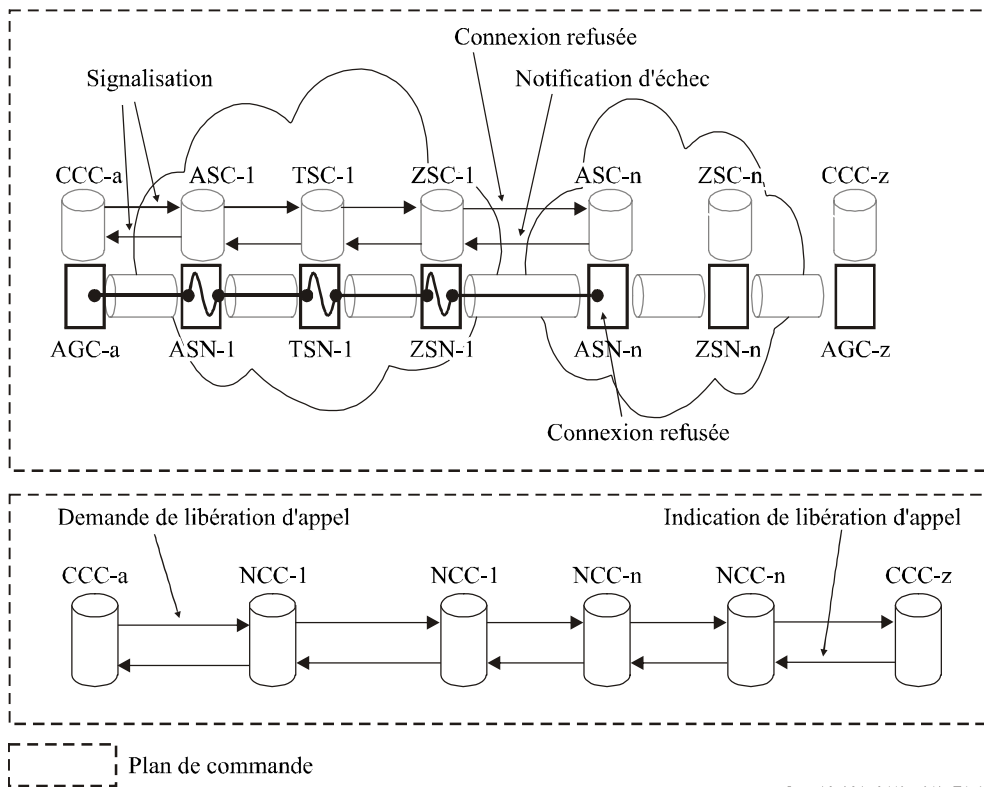 Connexion refusée
Signalisation
Notification d'échec
CCC-a
ASC-1
TSC-1
ZSC-1
ASC-n
ZSC-n
CCC-z
AGC-a
ASN-1
TSN-1
ZSN-1
ASN-n
ZSN-n
AGC-z
Connexion refusée
Demande de libération d'appel
Indication de libération d'appel
CCC-a
NCC-1
NCC-1
NCC-n
NCC-n
CCC-z
Plan de commande